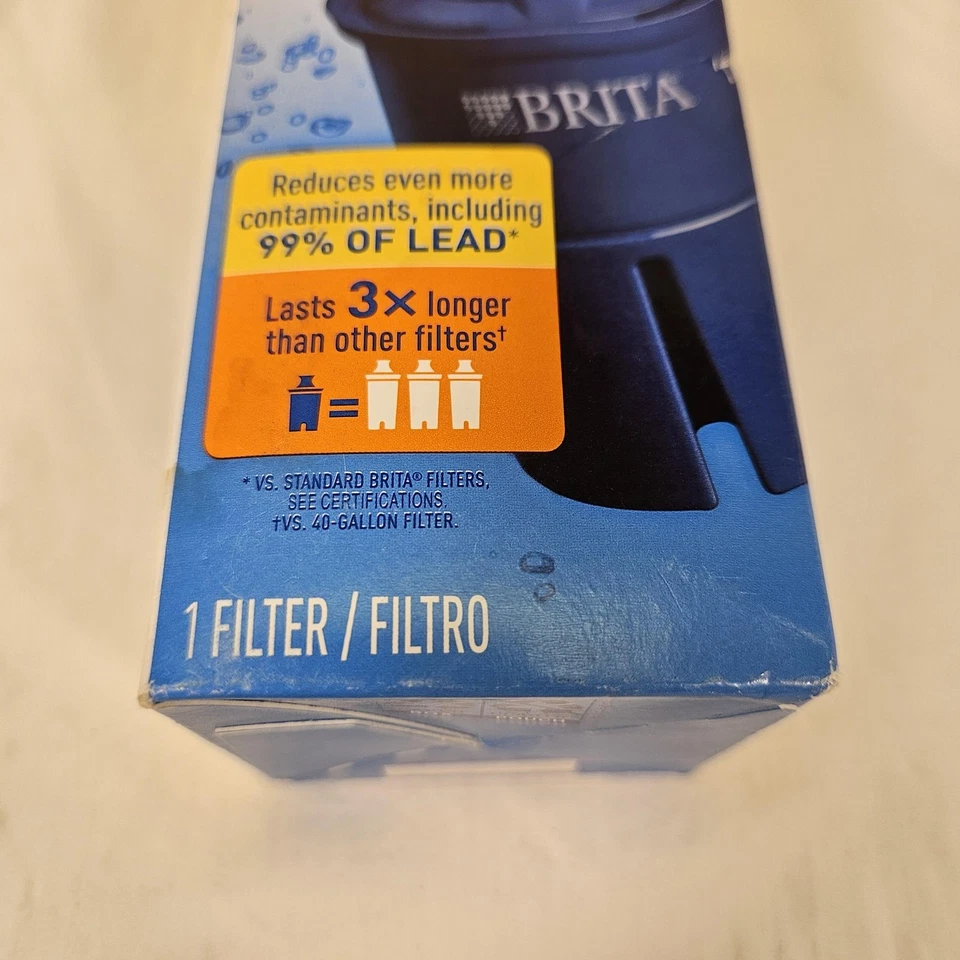 BRITA
Reduces even more
contaminants, including
99% OF LEAD*
Lasts 3x longer
than other filters†
=
* VS. STANDARD BRITA® FILTERS,
SEE CERTIFICATIONS.
†VS. 40-GALLON FILTER.
1 FILTER / FILTRO